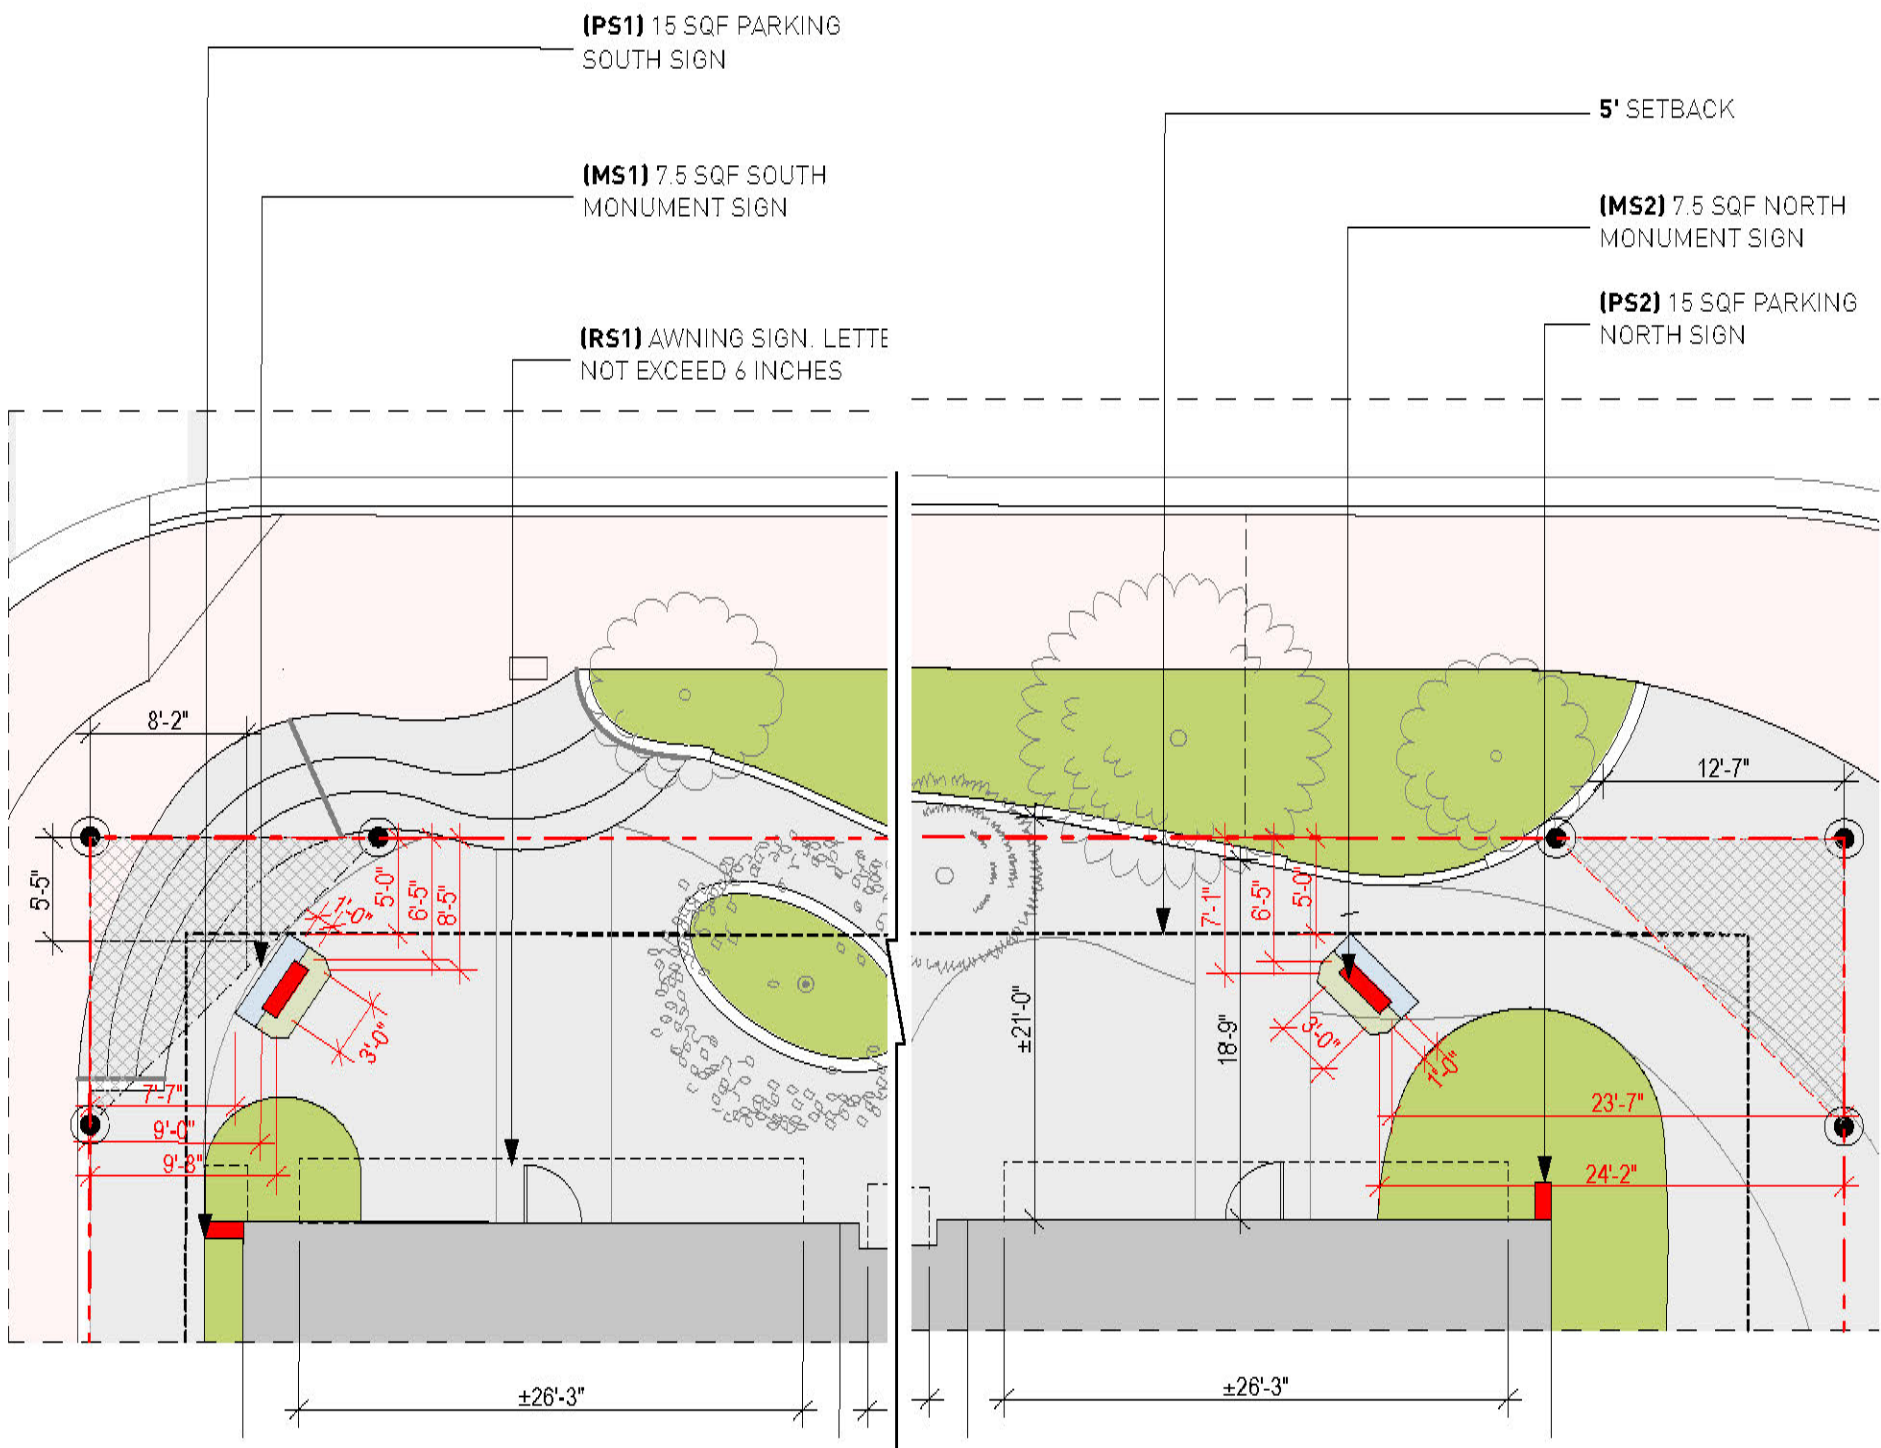 (PS1) 15 SQF PARKING
SOUTH SIGN
5' SETBACK
(MS1) 7.5 SQF SOUTH
MONUMENT SIGN
(MS2) 7.5 SQF NORTH
MONUMENT SIGN
(PS2) 15 SQF PARKING
NORTH SIGN
(RS1) AWNING SIGN. LETTE
NOT EXCEED 6 INCHES
8'-2"
12'-7"
5'-5"
1'-0"
1'-0"
5'-0"
6'-5"
8'-5"
3'-0"
7'-7"
9'-0"
9'-8"
±26'-3"
7'-1"
6'-5"
5'-0"
±21'-0"
18'-9"
3'-0"
1'-0"
23'-7"
24'-2"
±26'-3"